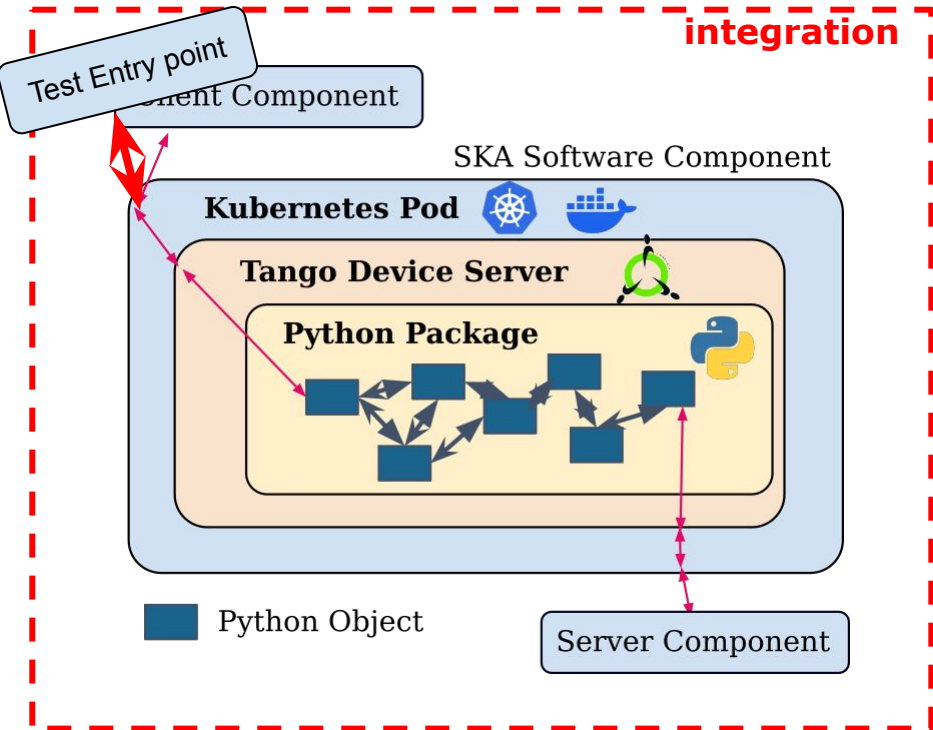 integration
Test Entry point
Component
SKA Software Component
Kubernetes Pod
Tango Device Server
Python Package
Python Object
Server Component